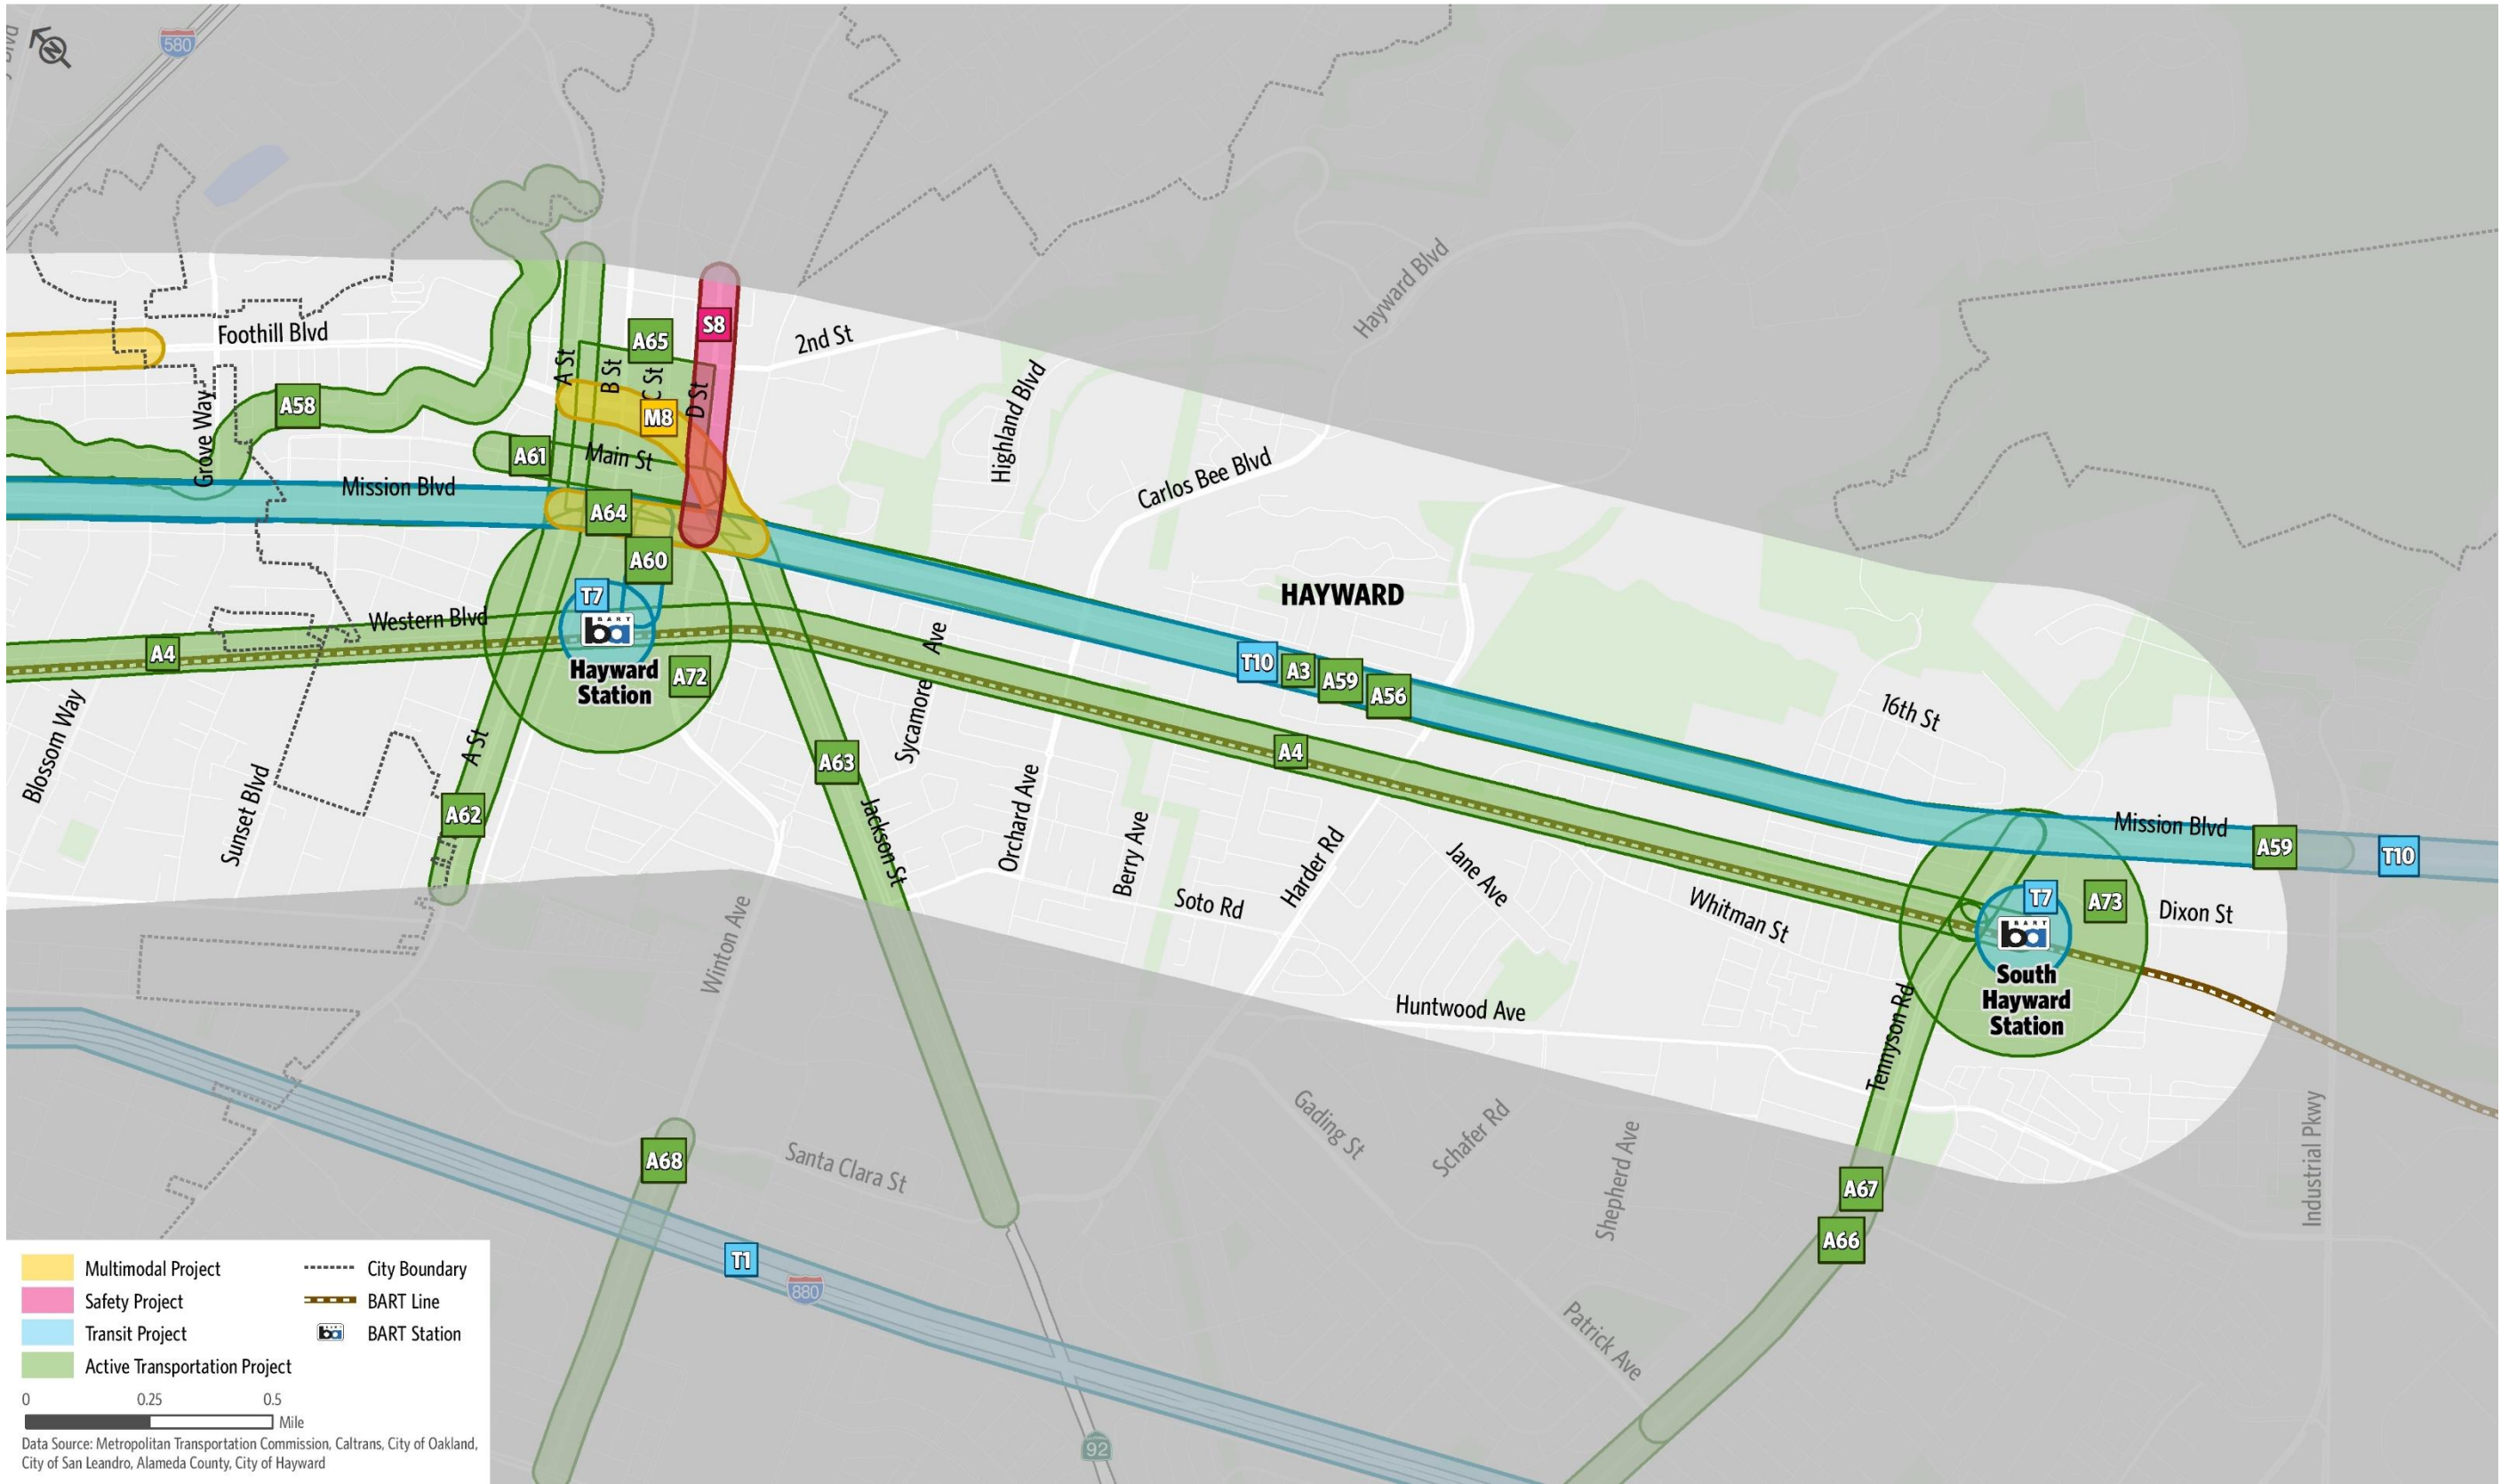 580
N
Foothill Blvd
S8
A65
2nd St
A St
B St
C St
D St
Hayward Blvd
A58
M8
Grove Way
Highland Blvd
A61
Main St
Carlos Bee Blvd
Mission Blvd
A64
A60
T7
HAYWARD
BART
ba
Western Blvd
A4
Hayward
Station
A72
Sycamore Ave
T10
A3
A59
A56
16th St
Blossom Way
A St
A63
A4
Sunset Blvd
A62
Jackson St
Orchard Ave
Berry Ave
Harder Rd
Jane Ave
Mission Blvd
A59
T10
Soto Rd
Whitman St
T7
A73
Dixon St
BART
ba
South
Hayward
Station
Winton Ave
Huntwood Ave
Tennyson Rd
Gading St
Schafer Rd
Shepherd Ave
Industrial Pkwy
A68
Santa Clara St
A67
A66
T1
880
Patrick Ave
92
Multimodal Project
Safety Project
Transit Project
Active Transportation Project
City Boundary
BART Line
ba
BART Station
0 0.25 0.5
Mile
Data Source: Metropolitan Transportation Commission, Caltrans, City of Oakland,
City of San Leandro, Alameda County, City of Hayward